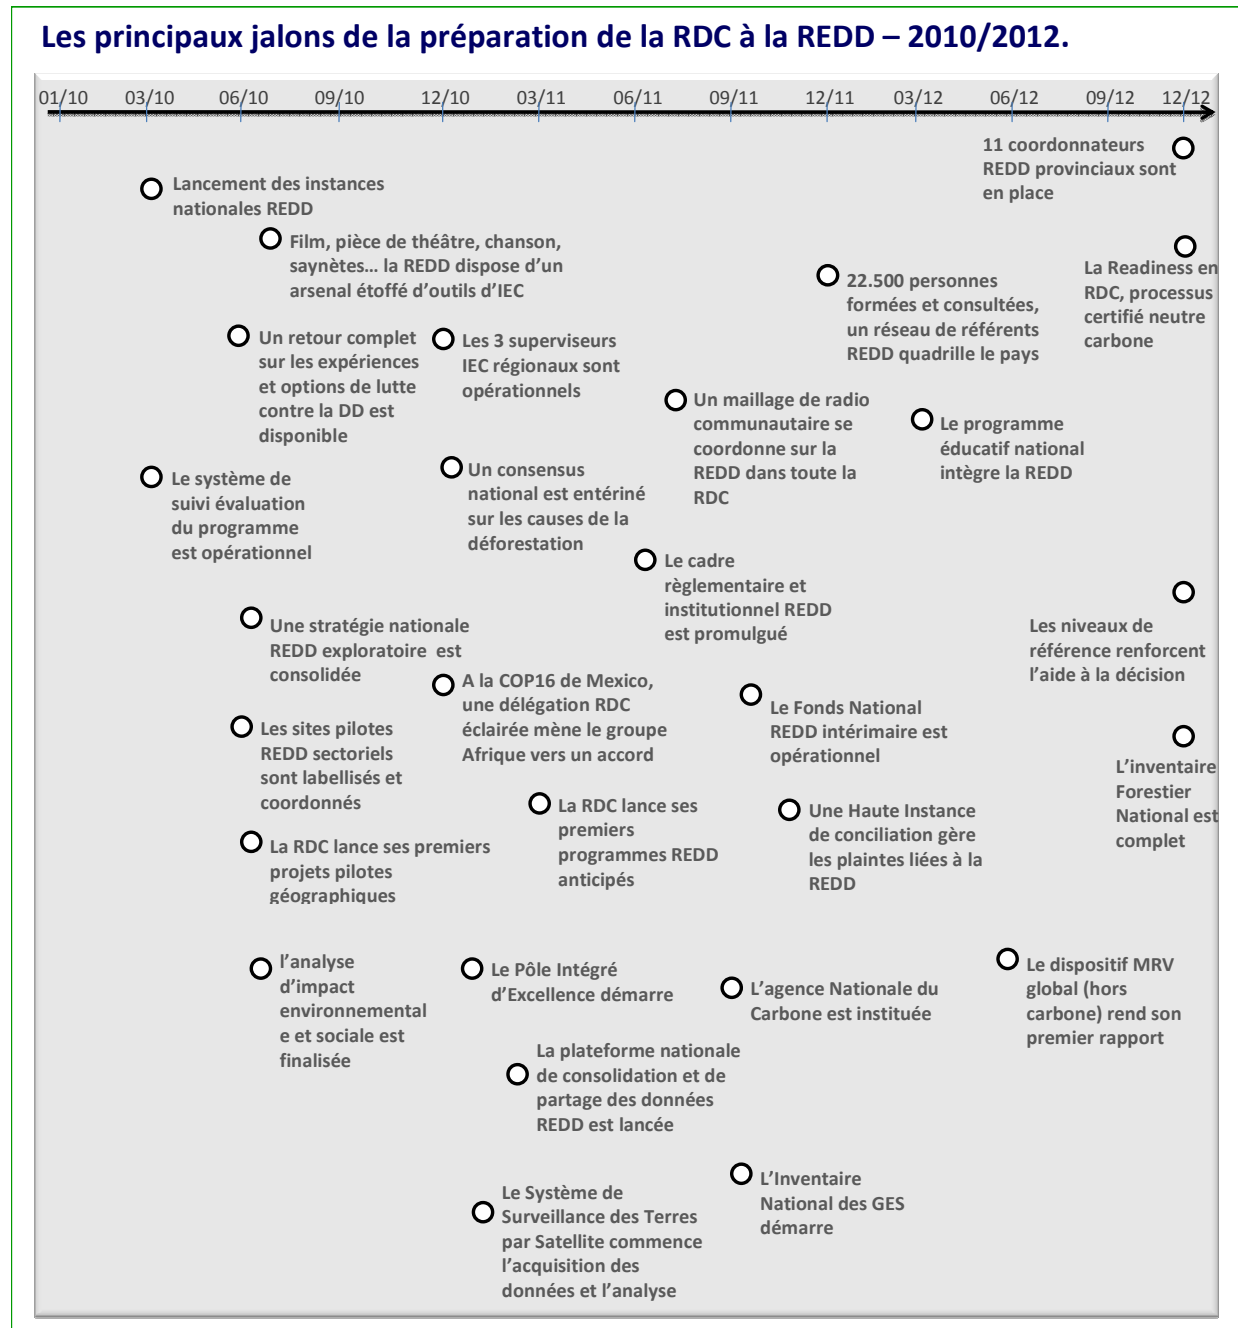 Les principaux jalons de la préparation de la RDC à la REDD – 2010/2012.
01/10 03/10 06/10 09/10 12/10 03/11 06/11 09/11 12/11 03/12 06/12 09/12 12/12
11 coordonnateurs
REDD provinciaux sont
en place
Lancement des instances
nationales REDD
Film, pièce de théâtre, chanson,
saynètes… la REDD dispose d'un
arsenal étoffé d'outils d'IEC
22.500 personnes
formées et consultées,
un réseau de référents
REDD quadrille le pays
La Readiness en
RDC, processus
certifié neutre
carbone
Un retour complet
sur les expériences
et options de lutte
contre la DD est
disponible
Les 3 superviseurs
IEC régionaux sont
opérationnels
Un maillage de radio
communautaire se
coordonne sur la
REDD dans toute la
RDC
Le programme
éducatif national
intègre la REDD
Le système de
suivi évaluation
du programme
est opérationnel
Un consensus
national est entériné
sur les causes de la
déforestation
Le cadre
règlementaire et
institutionnel REDD
est promulgué
Une stratégie nationale
REDD exploratoire est
consolidée
Les niveaux de
référence renforcent
l'aide à la décision
A la COP16 de Mexico,
une délégation RDC
éclairée mène le groupe
Afrique vers un accord
Le Fonds National
REDD intérimaire est
opérationnel
Les sites pilotes
REDD sectoriels
sont labellisés et
coordonnés
L'inventaire
Forestier
National est
complet
La RDC lance ses
premiers
programmes REDD
anticipés
Une Haute Instance
de conciliation gère
les plaintes liées à la
REDD
La RDC lance ses premiers
projets pilotes
géographiques
l'analyse
d'impact
environnemental
e et sociale est
finalisée
Le Pôle Intégré
d'Excellence démarre
L'agence Nationale du
Carbone est instituée
Le dispositif MRV
global (hors
carbone) rend son
premier rapport
La plateforme nationale
de consolidation et de
partage des données
REDD est lancée
L'Inventaire
National des GES
démarre
Le Système de
Surveillance des Terres
par Satellite commence
l'acquisition des
données et l'analyse